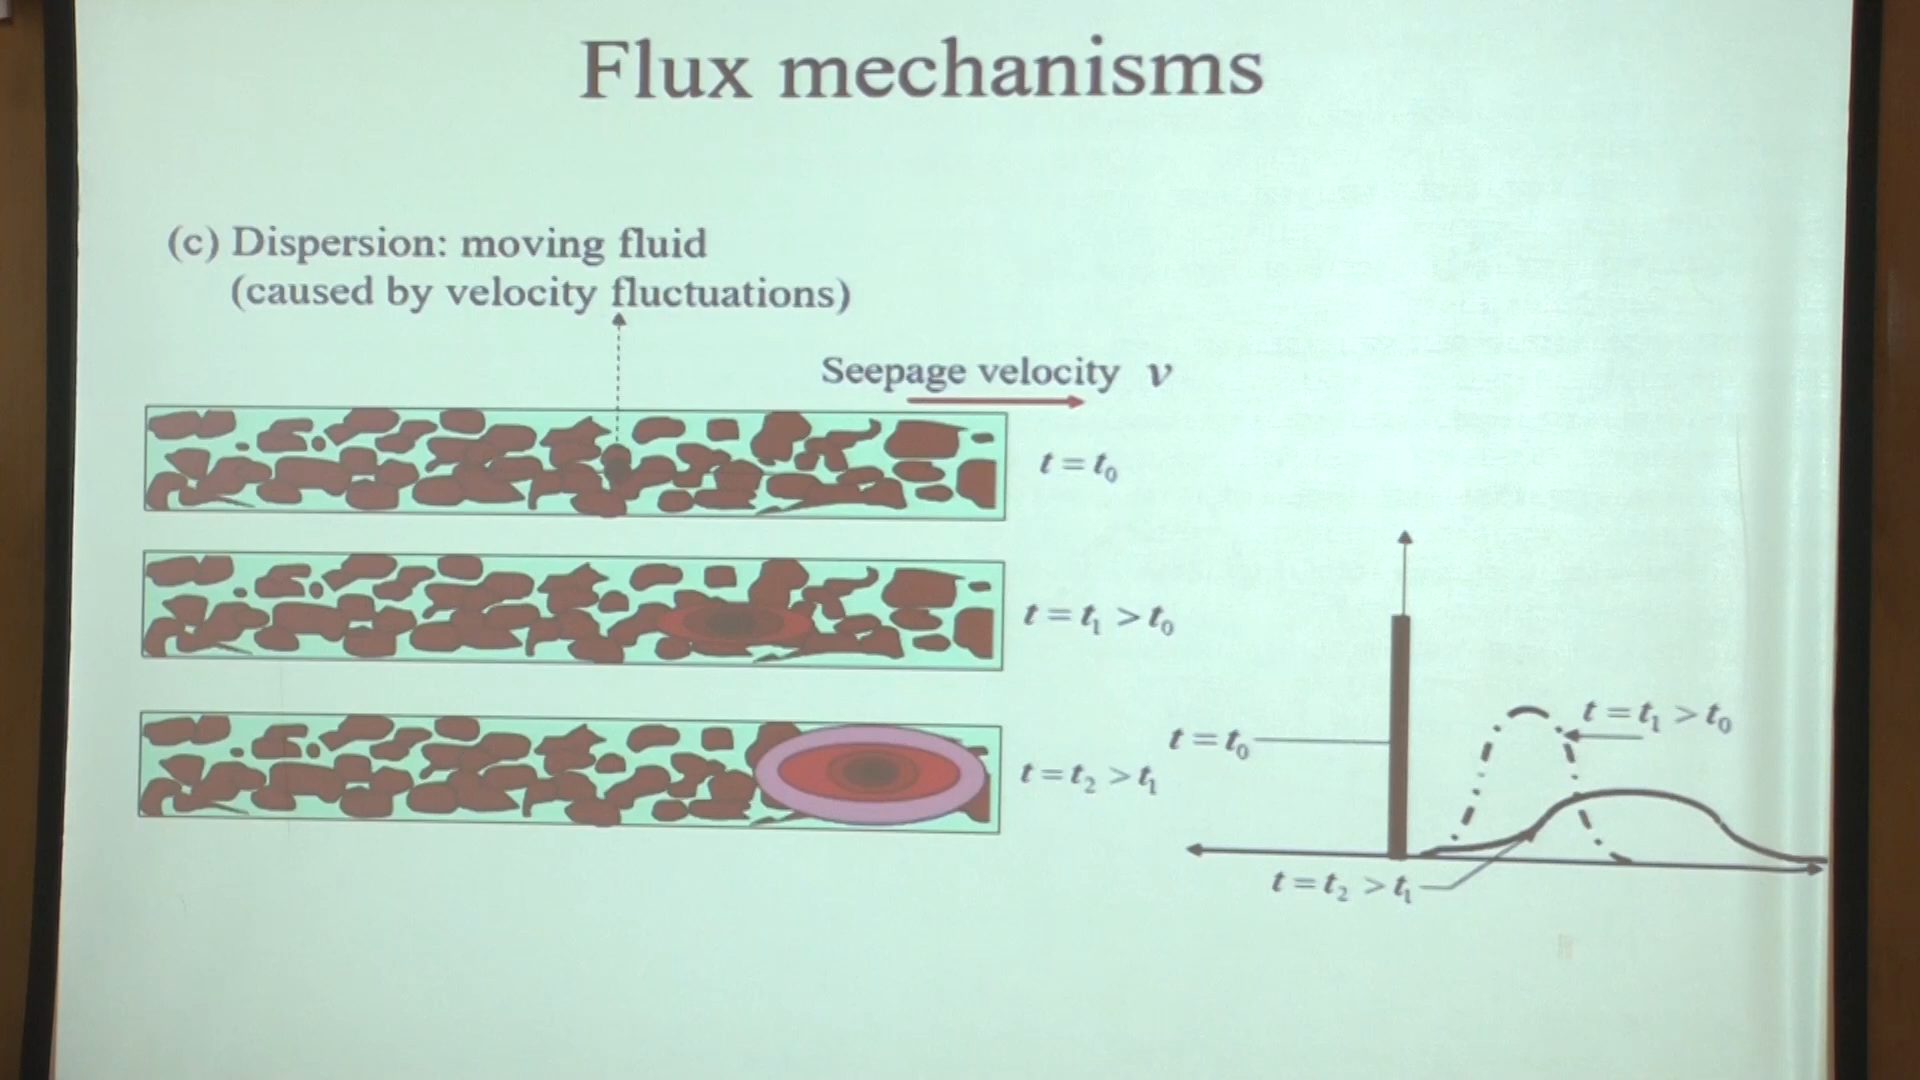 Flux mechanisms
(c) Dispersion: moving fluid
(caused by velocity fluctuations)
Seepage velocity v
t = t₀
t = t₁ > t₀
t = t₂ > t₁
t = t₀
t = t₁ > t₀
t = t₂ > t₁